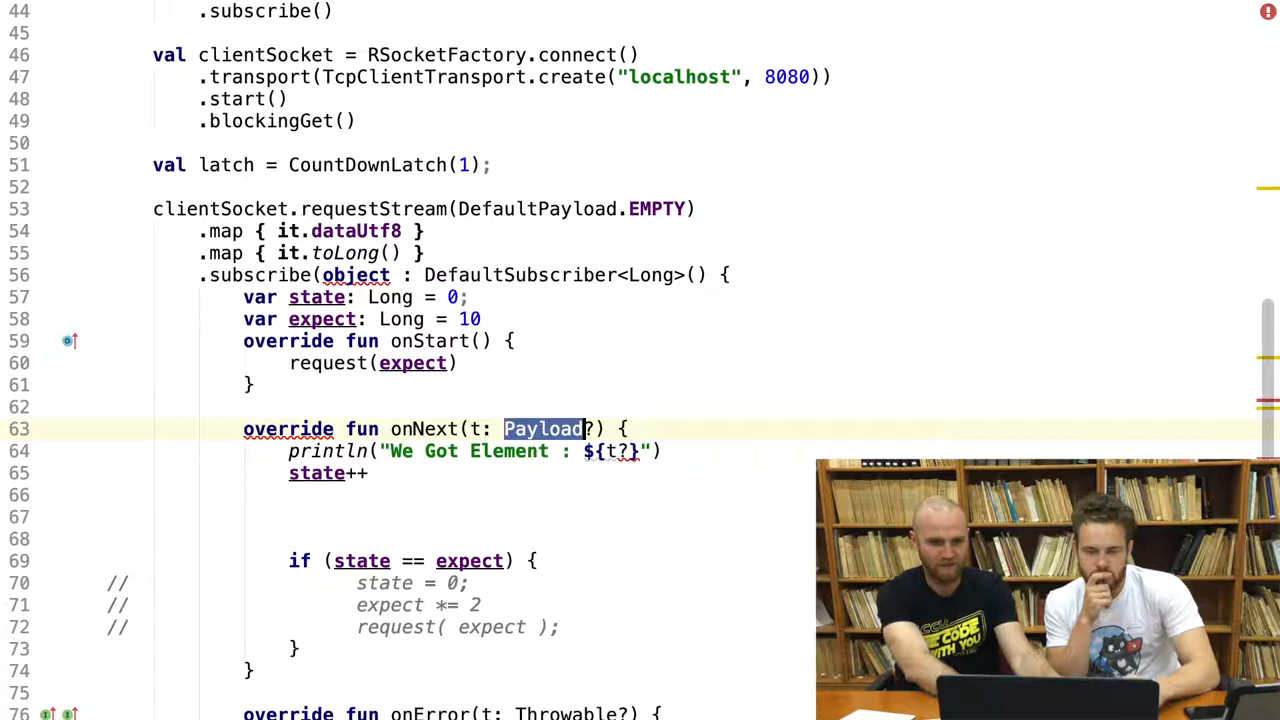 44 .subscribe()
45
46 val clientSocket = RSocketFactory.connect()
47 .transport(TcpClientTransport.create("localhost", 8080))
48 .start()
49 .blockingGet()
50
51 val latch = CountDownLatch(1);
52
53 clientSocket.requestStream(DefaultPayload.EMPTY)
54 .map { it.dataUtf8 }
55 .map { it.toLong() }
56 .subscribe(object : DefaultSubscriber<Long>() {
57 var state: Long = 0;
58 var expect: Long = 10
59 override fun onStart() {
60 request(expect)
61 }
62
63 override fun onNext(t: Payload?) {
64 println("We Got Element : ${t?}")
65 state++
66
67
68
69 if (state == expect) {
70 // state = 0;
71 // expect *= 2
72 // request( expect );
73 }
74 }
75
76 override fun onError(t: Throwable?) {
THE CODE
WITH YOU